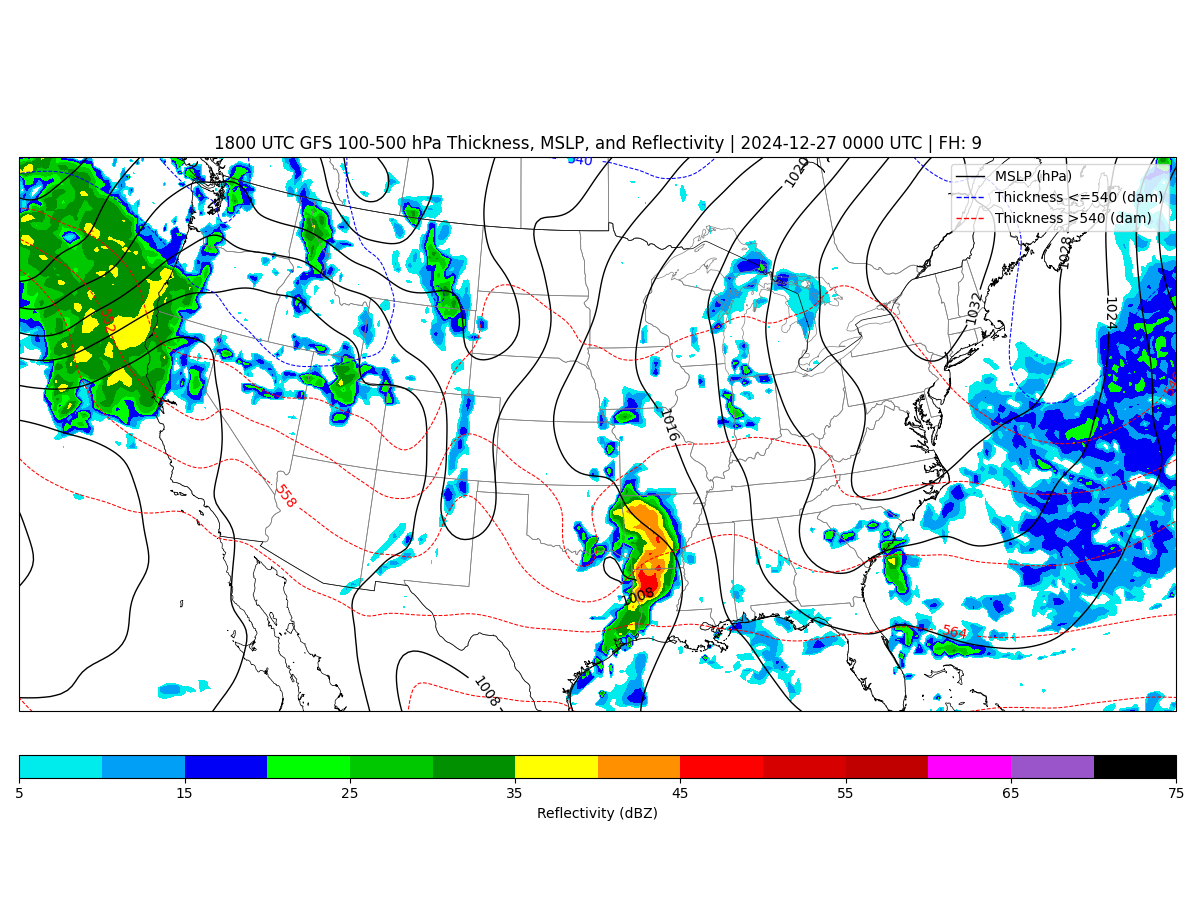 1800 UTC GFS 100-500 hPa Thickness, MSLP, and Reflectivity | 2024-12-27 0000 UTC | FH: 9
540
1020
MSLP (hPa)
Thickness <=540 (dam)
Thickness >540 (dam)
1028
1032
1024
552
1016
558
1008
564
1008
5 15 25 35 45 55 65 75
Reflectivity (dBZ)